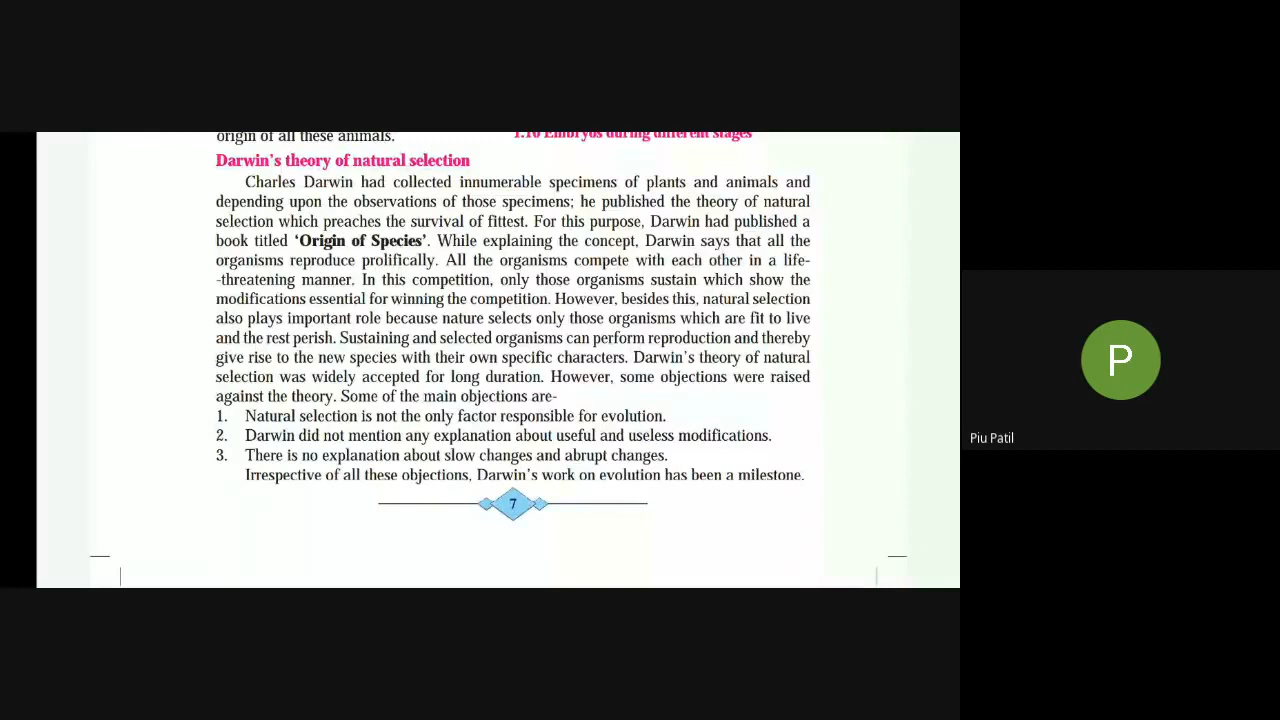 origin of all these animals.
1.10 Embryos during different stages
Darwin's theory of natural selection
Charles Darwin had collected innumerable specimens of plants and animals and
depending upon the observations of those specimens; he published the theory of natural
selection which preaches the survival of fittest. For this purpose, Darwin had published a
book titled 'Origin of Species'. While explaining the concept, Darwin says that all the
organisms reproduce prolifically. All the organisms compete with each other in a life-
-threatening manner. In this competition, only those organisms sustain which show the
modifications essential for winning the competition. However, besides this, natural selection
also plays important role because nature selects only those organisms which are fit to live
and the rest perish. Sustaining and selected organisms can perform reproduction and thereby
give rise to the new species with their own specific characters. Darwin's theory of natural
selection was widely accepted for long duration. However, some objections were raised
against the theory. Some of the main objections are-
1. Natural selection is not the only factor responsible for evolution.
2. Darwin did not mention any explanation about useful and useless modifications.
3. There is no explanation about slow changes and abrupt changes.
Irrespective of all these objections, Darwin's work on evolution has been a milestone.
7
P
Piu Patil